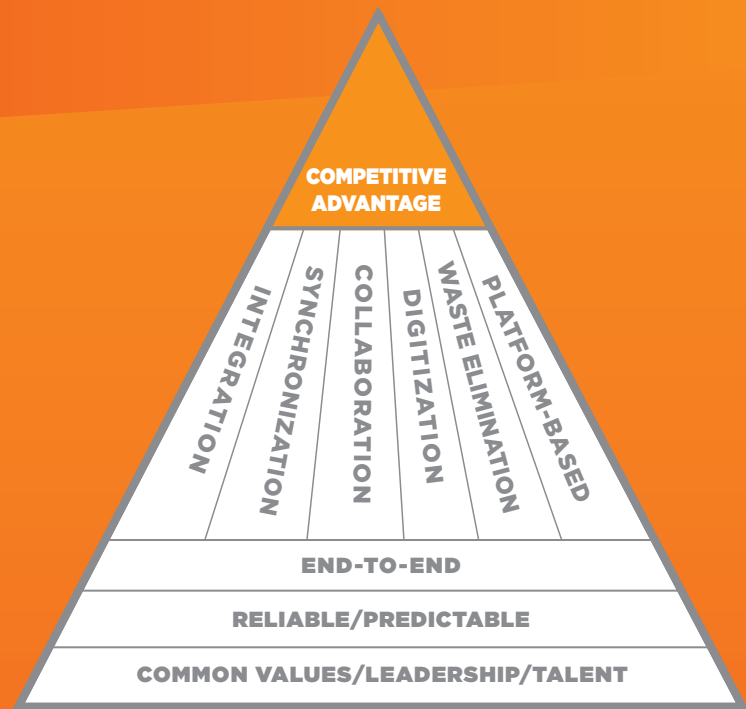 COMPETITIVE
ADVANTAGE
INTEGRATION
SYNCHRONIZATION
COLLABORATION
DIGITIZATION
WASTE ELIMINATION
PLATFORM-BASED
END-TO-END
RELIABLE/PREDICTABLE
COMMON VALUES/LEADERSHIP/TALENT